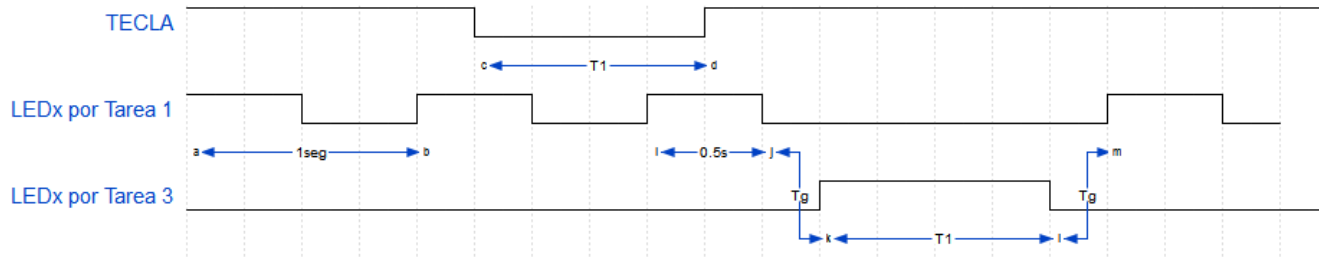 TECLA
c T1 d
LEDx por Tarea 1
a 1seg b i 0.5s j m
LEDx por Tarea 3
Tg Tg
k T1 l